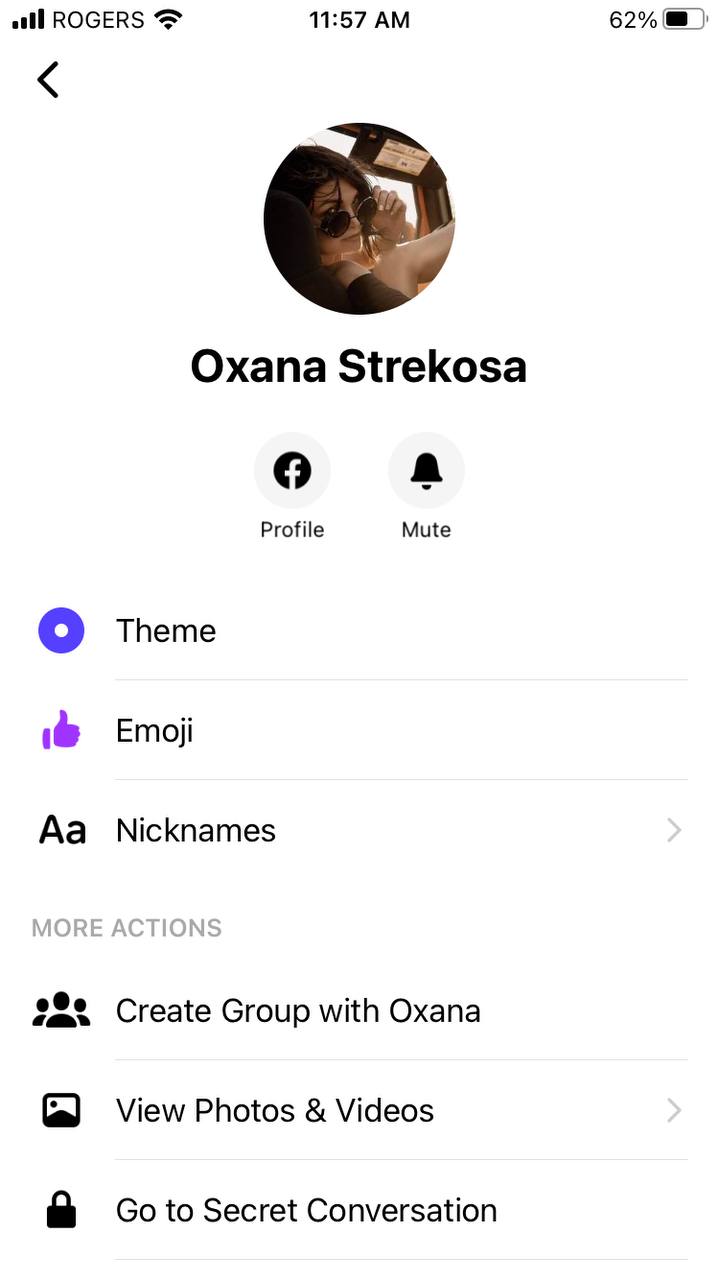 ROGERS 11:57 AM 62%
Oxana Strekosa
Profile Mute
Theme
Emoji
Aa Nicknames
MORE ACTIONS
Create Group with Oxana
View Photos & Videos
Go to Secret Conversation